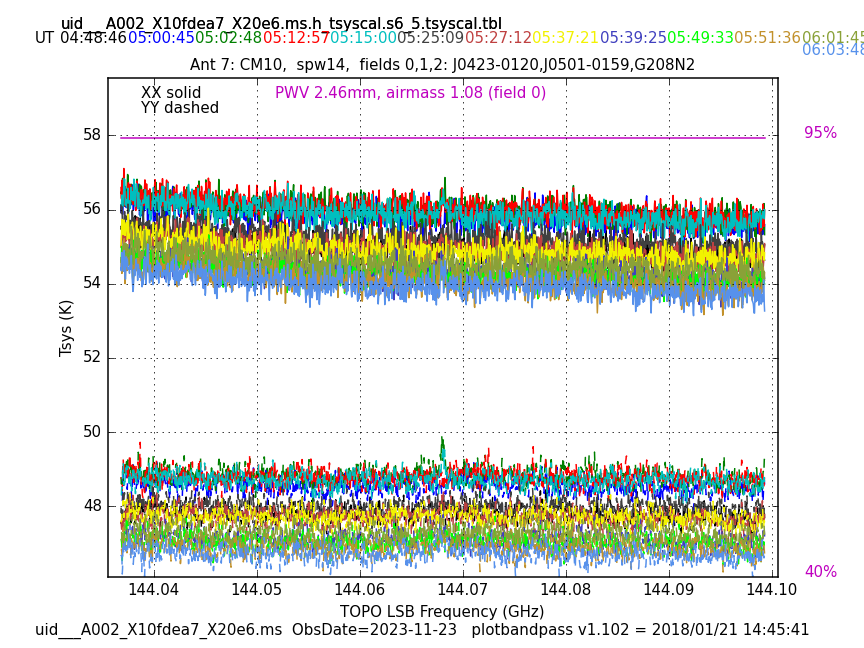 uid___A002_X10fdea7_X20e6.ms.h_tsyscal.s6_5.tsyscal.tbl
UT 04:48:46 05:00:45 05:02:48 05:12:57 05:15:00 05:25:09 05:27:12 05:37:21 05:39:25 05:49:33 05:51:36 06:01:45
06:03:48
Ant 7: CM10,  spw14,  fields 0,1,2: J0423-0120,J0501-0159,G208N2
XX solid PWV 2.46mm, airmass 1.08 (field 0)
YY dashed
95%
58
56
54
52
50
48
Tsys (K)
40%
144.04 144.05 144.06 144.07 144.08 144.09 144.10
TOPO LSB Frequency (GHz)
uid___A002_X10fdea7_X20e6.ms  ObsDate=2023-11-23   plotbandpass v1.102 = 2018/01/21 14:45:41